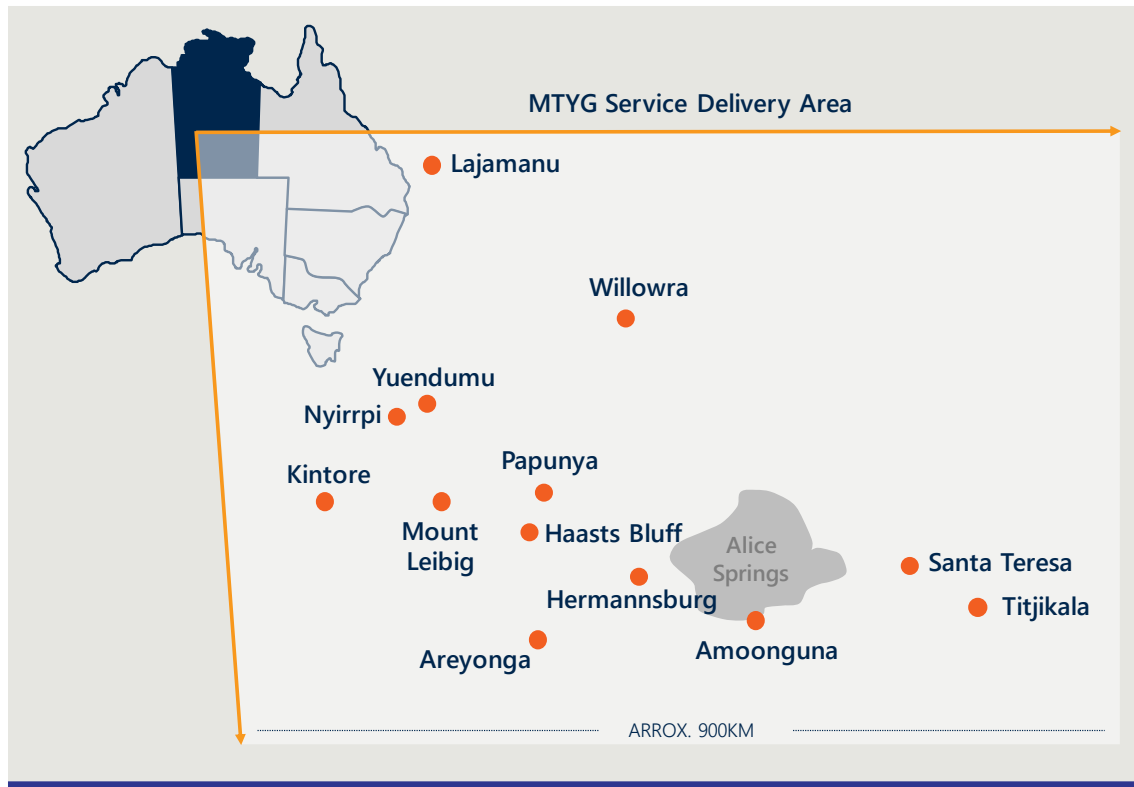 MTYG Service Delivery Area
Lajamanu
Willowra
Yuendumu
Nyirrpi
Papunya
Kintore
Mount
Leibig
Haasts Bluff
Alice
Springs
Santa Teresa
Hermannsburg
Titjikala
Amoonguna
Areyonga
ARROX. 900KM